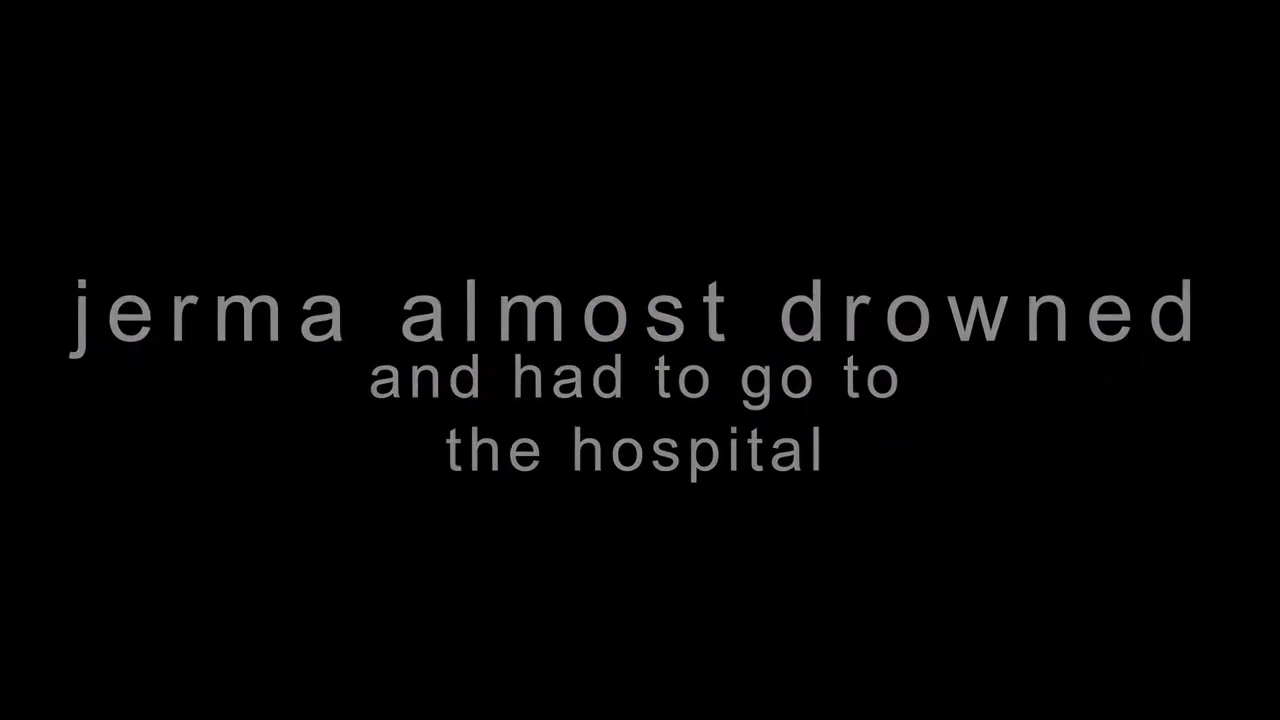 jerma almost drowned
and had to go to
the hospital